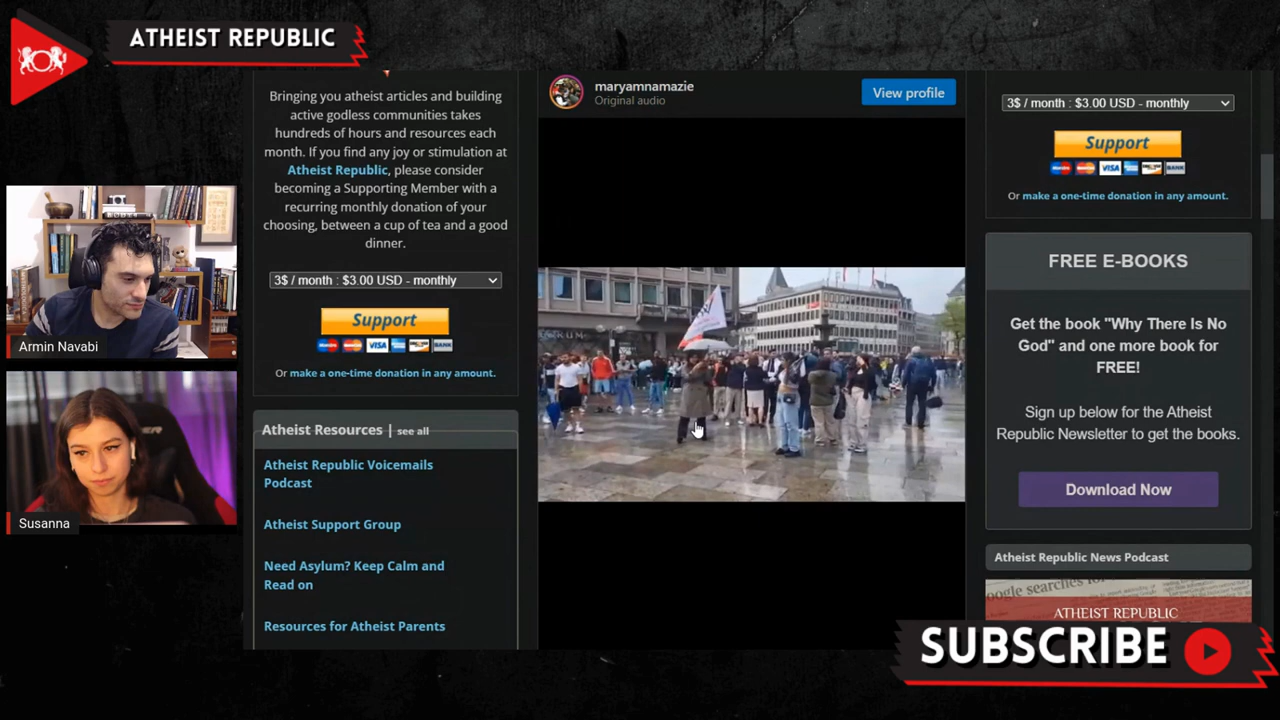 ATHEIST REPUBLIC
Armin Navabi
Susanna
Bringing you atheist articles and building
active godless communities takes
hundreds of hours and resources each
month. If you find any joy or stimulation at
Atheist Republic, please consider
becoming a Supporting Member with a
recurring monthly donation of your
choosing, between a cup of tea and a good
dinner.
3$ / month : $3.00 USD - monthly
Support
VISA
BANK
Or make a one-time donation in any amount.
Atheist Resources | see all
Atheist Republic Voicemails
Podcast
Atheist Support Group
Need Asylum? Keep Calm and
Read on
Resources for Atheist Parents
maryamnamazie
Original audio
View profile
3$ / month : $3.00 USD - monthly
Support
VISA
BANK
Or make a one-time donation in any amount.
FREE E-BOOKS
Get the book "Why There Is No
God" and one more book for
FREE!
Sign up below for the Atheist
Republic Newsletter to get the books.
Download Now
Atheist Republic News Podcast
oogle searches for
ATHEIST REPUBLIC
SUBSCRIBE